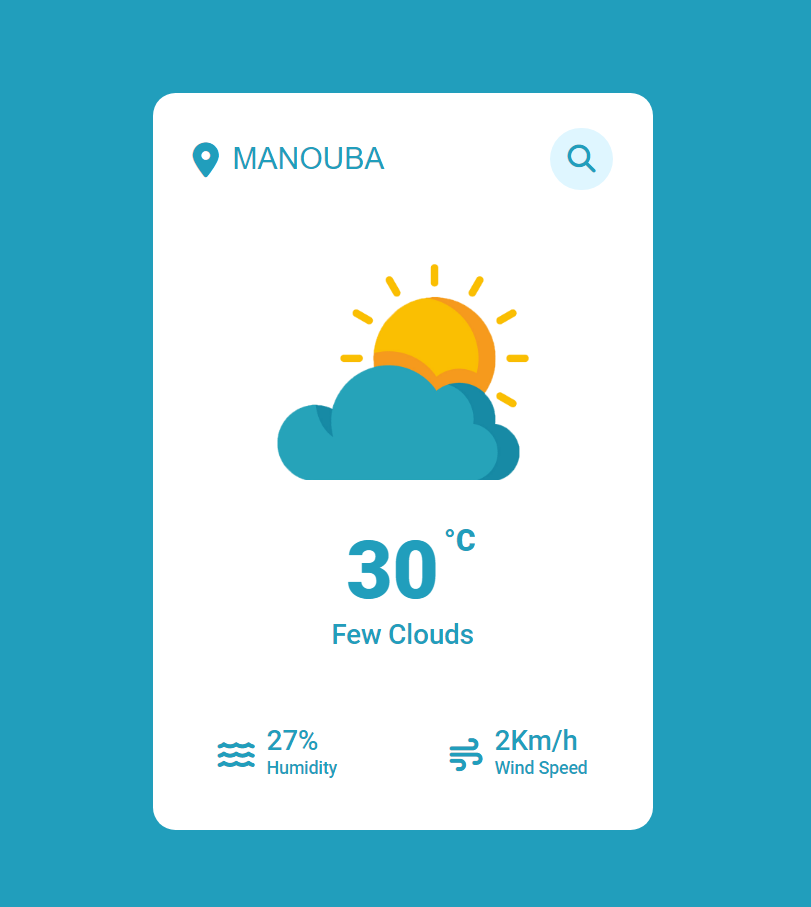 MANOUBA
30 °C
Few Clouds
27%
Humidity
2Km/h
Wind Speed